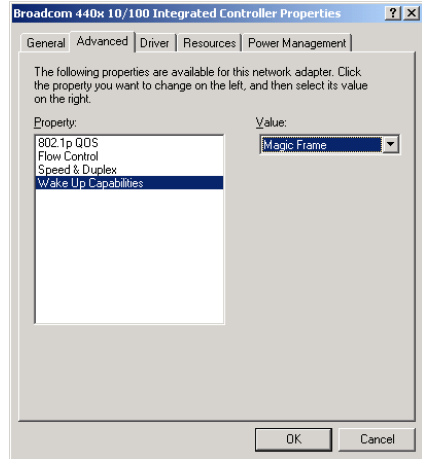 Broadcom 440x 10/100 Integrated Controller Properties
General Advanced Driver Resources Power Management
The following properties are available for this network adapter. Click
the property you want to change on the left, and then select its value
on the right.
Property:
Value:
802.1p QOS
Flow Control
Speed & Duplex
Wake Up Capabilities
Magic Frame
OK
Cancel